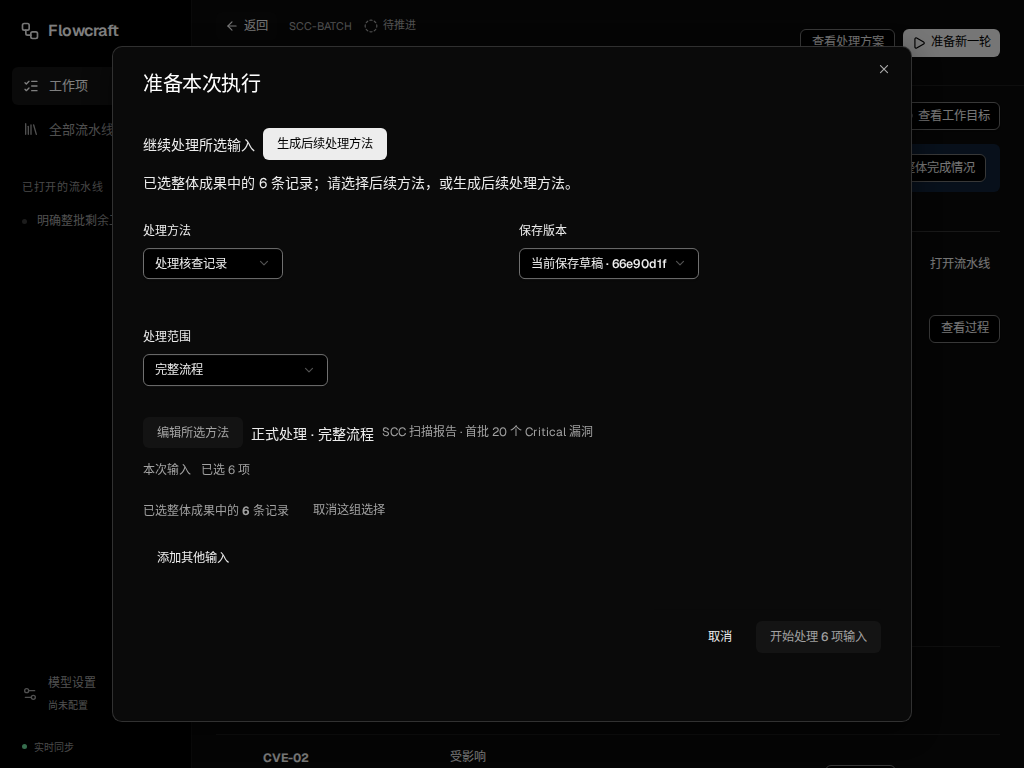 Flowcraft
返回 SCC-BATCH 待推进
查看处理方案 准备新一轮
工作项
全部流水线
查看工作目标
体完成情况
已打开的流水线
明确整批剩余
打开流水线
查看过程
准备本次执行
继续处理所选输入 生成后续处理方法
已选整体成果中的 6 条记录；请选择后续方法，或生成后续处理方法。
处理方法 保存版本
处理核查记录 当前保存草稿 · 66e90d1f
处理范围
完整流程
编辑所选方法 正式处理 · 完整流程 SCC 扫描报告 · 首批 20 个 Critical 漏洞
本次输入 已选 6 项
已选整体成果中的 6 条记录 取消这组选择
添加其他输入
取消 开始处理 6 项输入
模型设置
尚未配置
实时同步
CVE-02 受影响